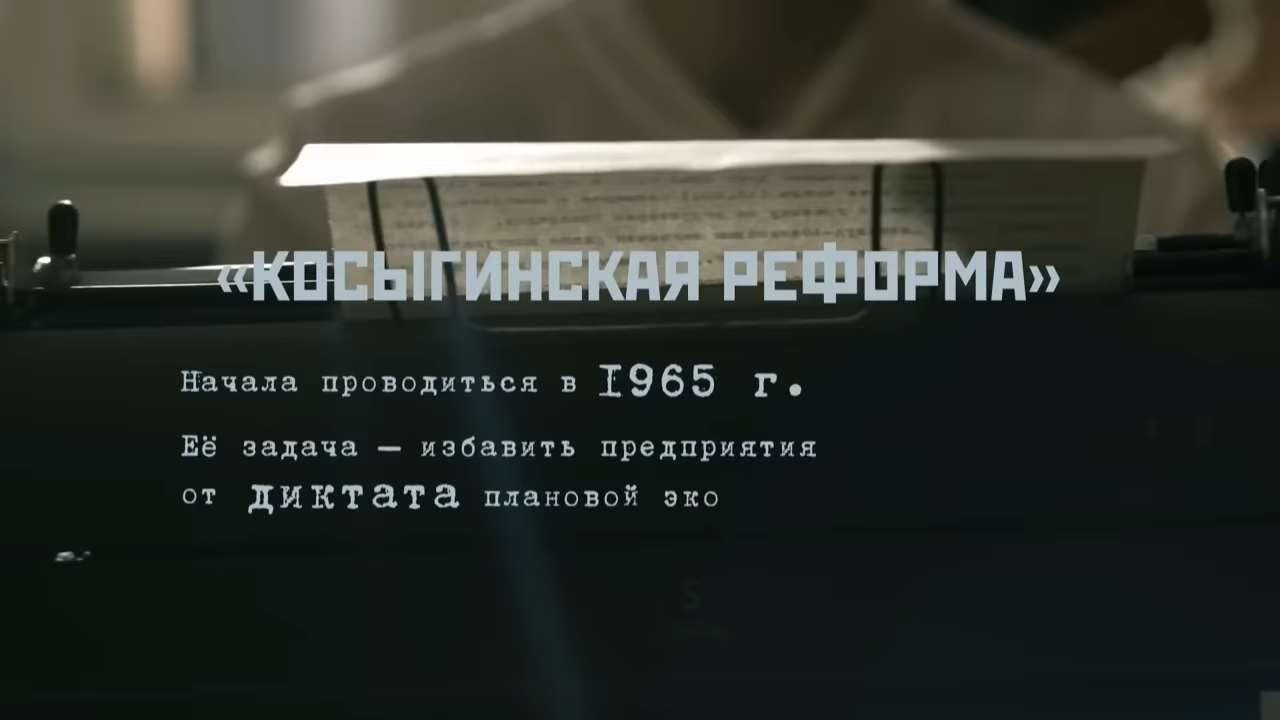 «КОСЫГИНСКАЯ РЕФОРМА»
Начала проводиться в 1965 г.
Её задача — избавить предприятия
от диктата плановой эко